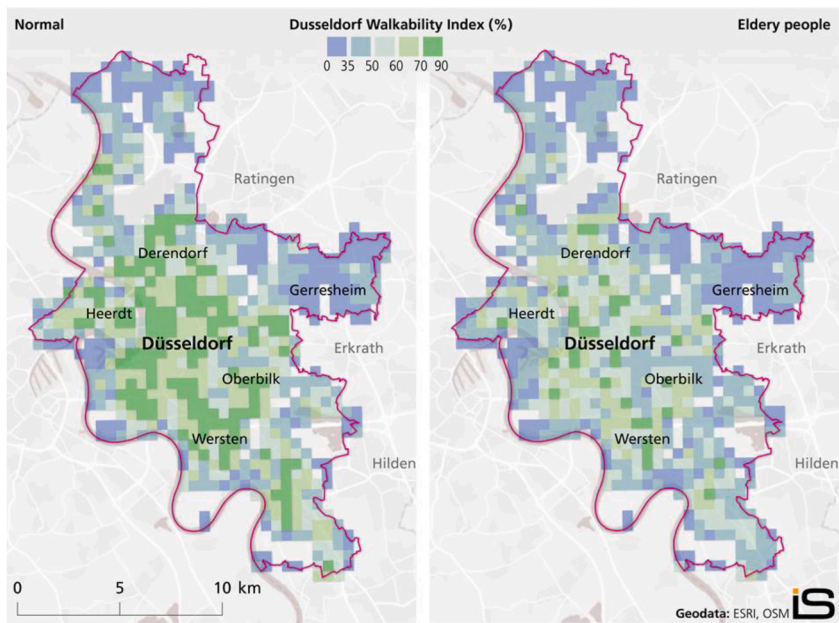 Normal
Dusseldorf Walkability Index (%)
Eldery people
0 35 50 60 70 90
Ratingen
Derendorf
Gerresheim
Heerdt
Düsseldorf
Erkrath
Oberbilk
Wersten
Hilden
Ratingen
Derendorf
Gerresheim
Heerdt
Düsseldorf
Erkrath
Oberbilk
Wersten
Hilden
0 5 10 km
Geodata: ESRI, OSM
iLS